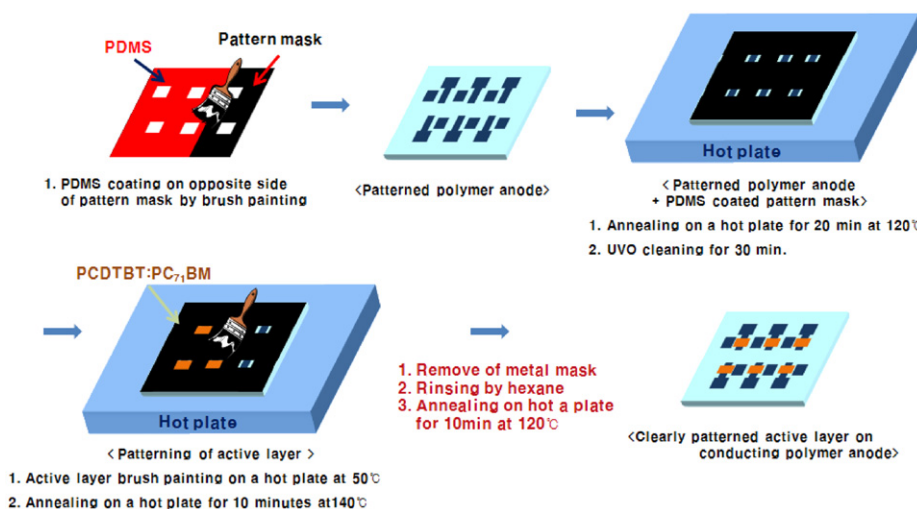 PDMS
Pattern mask
1. PDMS coating on opposite side
of pattern mask by brush painting
<Patterned polymer anode>
Hot plate
<Patterned polymer anode
+ PDMS coated pattern mask>
1. Annealing on a hot plate for 20 min at 120℃
2. UVO cleaning for 30 min.
PCDTBT:PC₇₁BM
Hot plate
<Patterning of active layer >
1. Active layer brush painting on a hot plate at 50℃
2. Annealing on a hot plate for 10 minutes at140℃
1. Remove of metal mask
2. Rinsing by hexane
3. Annealing on hot a plate
for 10min at 120℃
<Clearly patterned active layer on
conducting polymer anode>